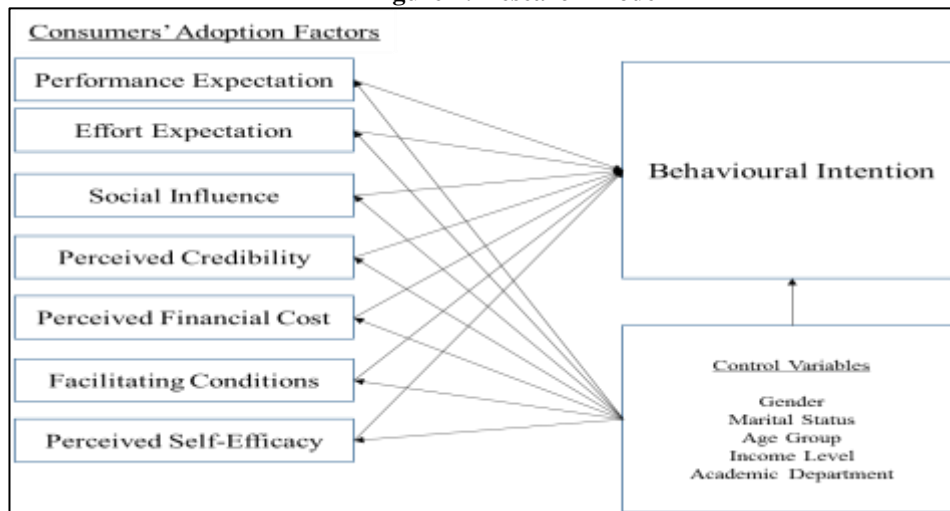 Consumers' Adoption Factors
Performance Expectation
Effort Expectation
Social Influence
Perceived Credibility
Perceived Financial Cost
Facilitating Conditions
Perceived Self-Efficacy
Behavioural Intention
Control Variables
Gender
Marital Status
Age Group
Income Level
Academic Department